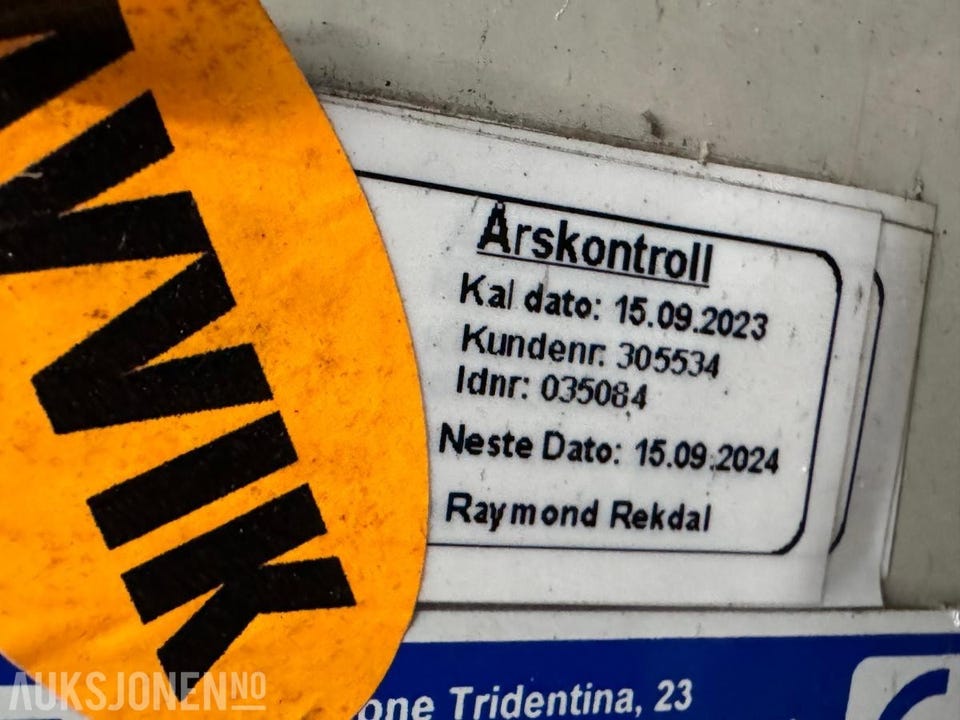 AVVIK
Årskontroll
Kal dato: 15.09.2023
Kundenr: 305534
Idnr: 035084
Neste Dato: 15.09.2024
Raymond Rekdal
one Tridentina, 23
AUKSJONEN NO